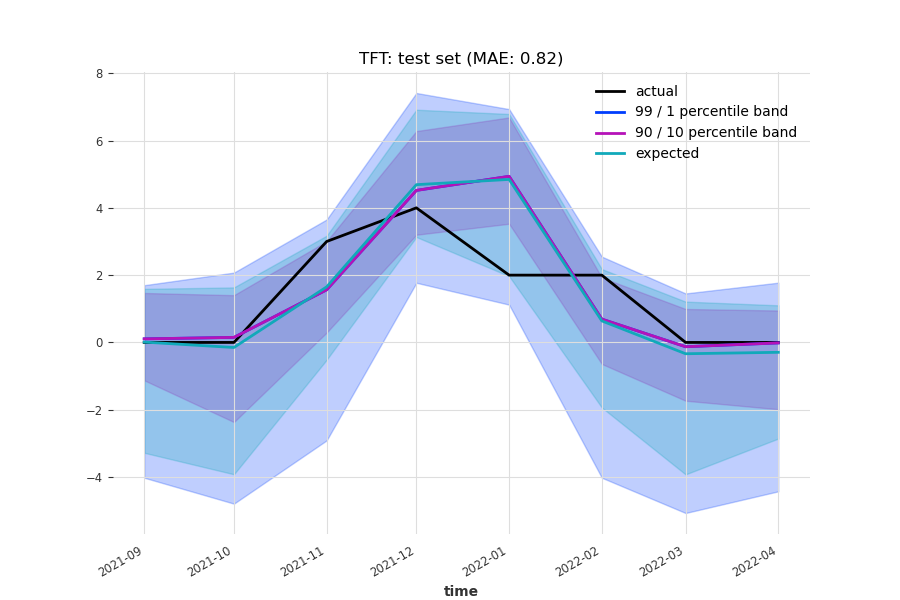 TFT: test set (MAE: 0.82)
actual
99 / 1 percentile band
90 / 10 percentile band
expected
8
6
4
2
0
−2
−4
2021-09
2021-10
2021-11
2021-12
2022-01
2022-02
2022-03
2022-04
time